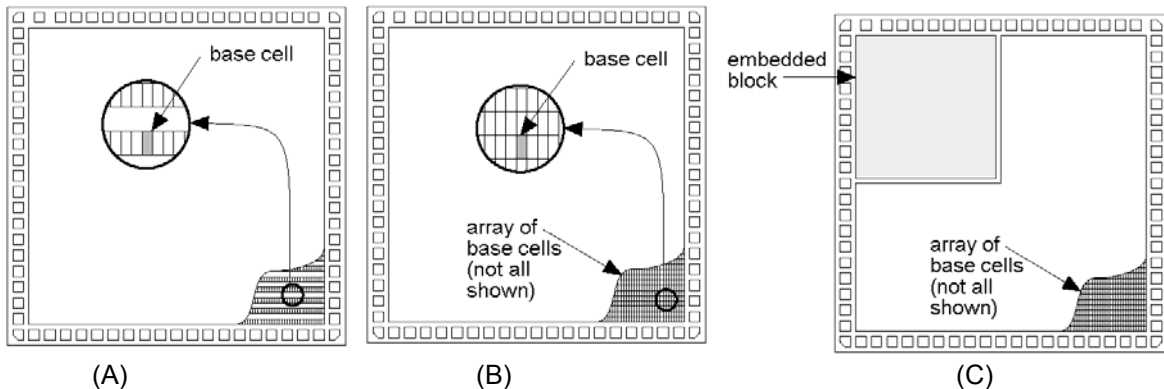 base cell
base cell
array of
base cells
(not all
shown)
embedded
block
array of
base cells
(not all
shown)
(A)
(B)
(C)